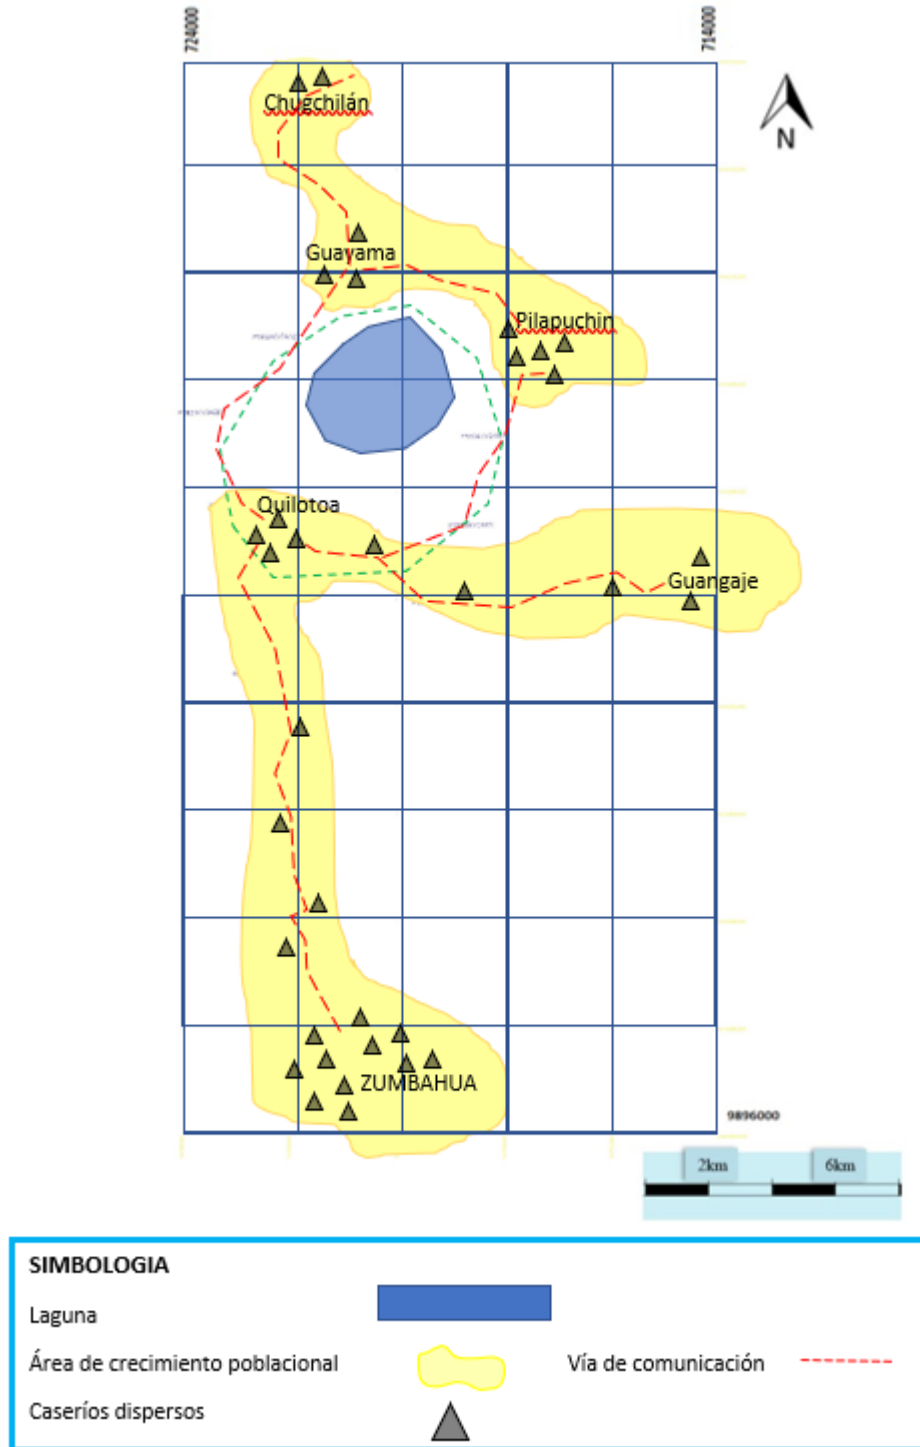 724000
714000
Chugchilán
N
Guayama
Pilapuchin
Quilotoa
Guangaje
ZUMBAHUA
9896000
2km
6km
SIMBOLOGIA
Laguna
Área de crecimiento poblacional
Vía de comunicación
Caseríos dispersos